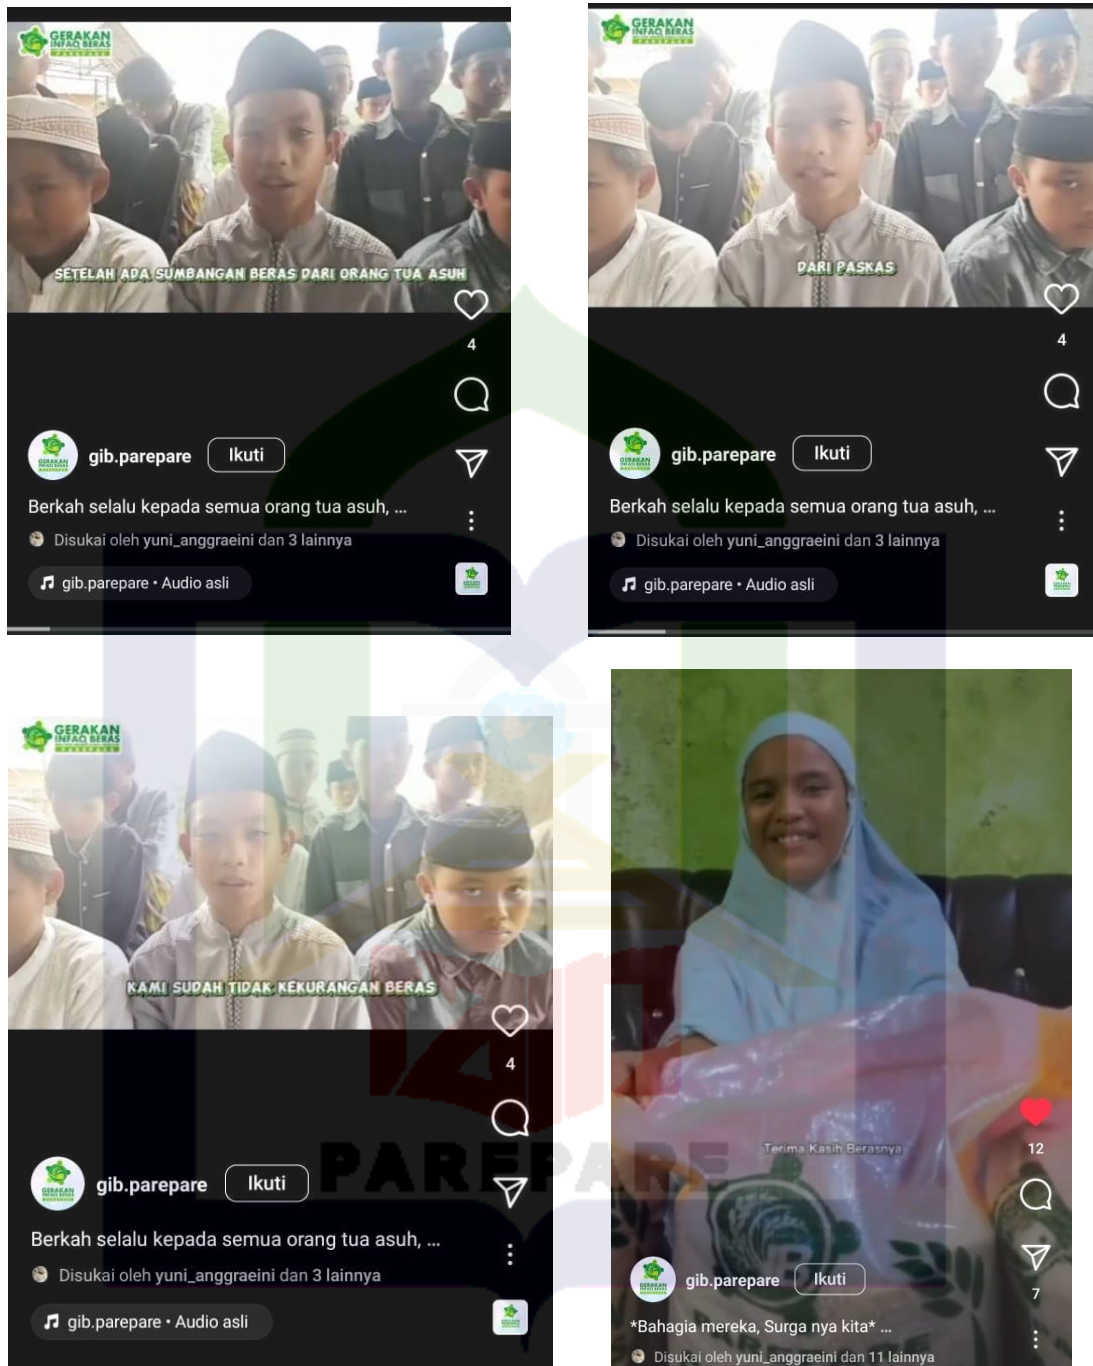 GERAKAN
INFAQ BERAS
PAREPARE
SETELAH ADA SUMBANGAN BERAS DARI ORANG TUA ASUH
4
gib.parepare
Ikuti
Berkah selalu kepada semua orang tua asuh, ...
Disukai oleh yuni_anggraeini dan 3 lainnya
gib.parepare • Audio asli
GERAKAN
INFAQ BERAS
PAREPARE
DARI PASKAS
4
gib.parepare
Ikuti
Berkah selalu kepada semua orang tua asuh, ...
Disukai oleh yuni_anggraeini dan 3 lainnya
gib.parepare • Audio asli
GERAKAN
INFAQ BERAS
PAREPARE
KAMI SUDAH TIDAK KEKURANGAN BERAS
4
gib.parepare
Ikuti
Berkah selalu kepada semua orang tua asuh, ...
Disukai oleh yuni_anggraeini dan 3 lainnya
gib.parepare • Audio asli
Terima Kasih Berasnya
12
7
gib.parepare
Ikuti
*Bahagia mereka, Surga nya kita* ...
Disukai oleh yuni_anggraeini dan 11 lainnya
PAREPARE